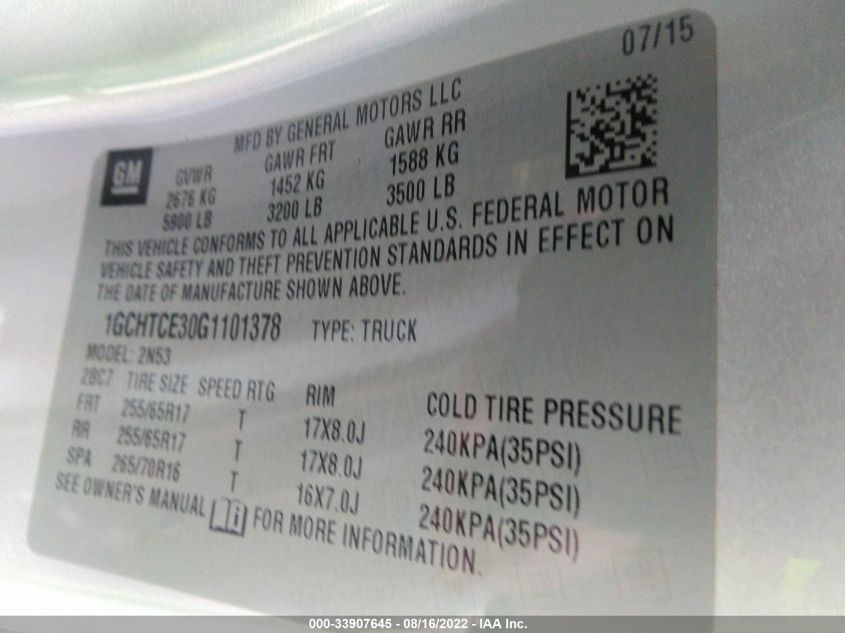 07/15
MFD BY GENERAL MOTORS LLC
GM
GVWR GAWR FRT GAWR RR
2676 KG 1452 KG 1588 KG
5900 LB 3200 LB 3500 LB
THIS VEHICLE CONFORMS TO ALL APPLICABLE U.S. FEDERAL MOTOR
VEHICLE SAFETY AND THEFT PREVENTION STANDARDS IN EFFECT ON
THE DATE OF MANUFACTURE SHOWN ABOVE.
1GCHTCE30G1101378 TYPE: TRUCK
MODEL: 2N53
2BC7 TIRE SIZE SPEED RTG RIM COLD TIRE PRESSURE
FRT 255/65R17 T 17X8.0J 240KPA(35PSI)
RR 255/65R17 T 17X8.0J 240KPA(35PSI)
SPA 265/70R16 T 16X7.0J 240KPA(35PSI)
SEE OWNER'S MANUAL i FOR MORE INFORMATION.
000-33907645 - 08/16/2022 - IAA Inc.